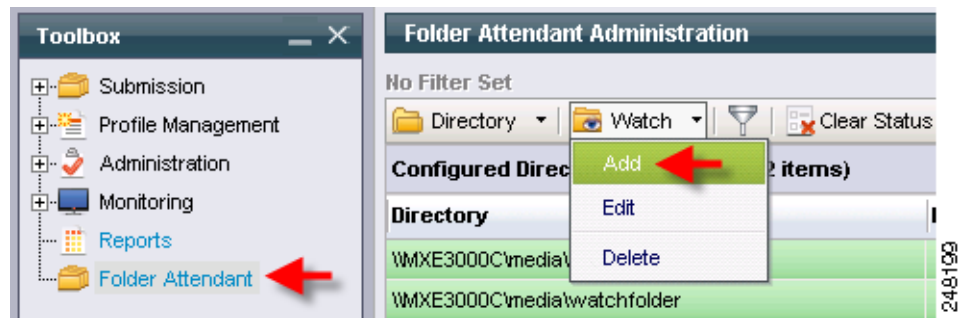 Toolbox
Submission
Profile Management
Administration
Monitoring
Reports
Folder Attendant
Folder Attendant Administration
No Filter Set
Directory
Watch
Clear Status
Add
Edit
Delete
Configured Direc
2 items)
Directory
\\MXE3000C\media\
\\MXE3000C\media\watchfolder
248199